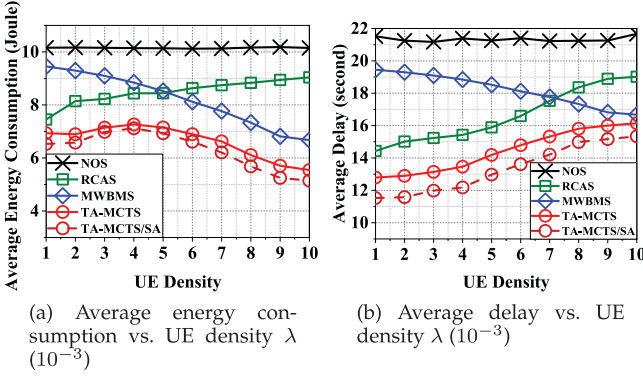 Average Energy Consumption (Joule)
10
8
6
4
NOS
RCAS
MWBMS
TA-MCTS
TA-MCTS/SA
1 2 3 4 5 6 7 8 9 10
UE Density
(a) Average energy con-
sumption vs. UE density λ
(10⁻³)
Average Delay (second)
22
20
18
16
14
12
10
NOS
RCAS
MWBMS
TA-MCTS
TA-MCTS/SA
1 2 3 4 5 6 7 8 9 10
UE Density
(b) Average delay vs. UE
density λ (10⁻³)